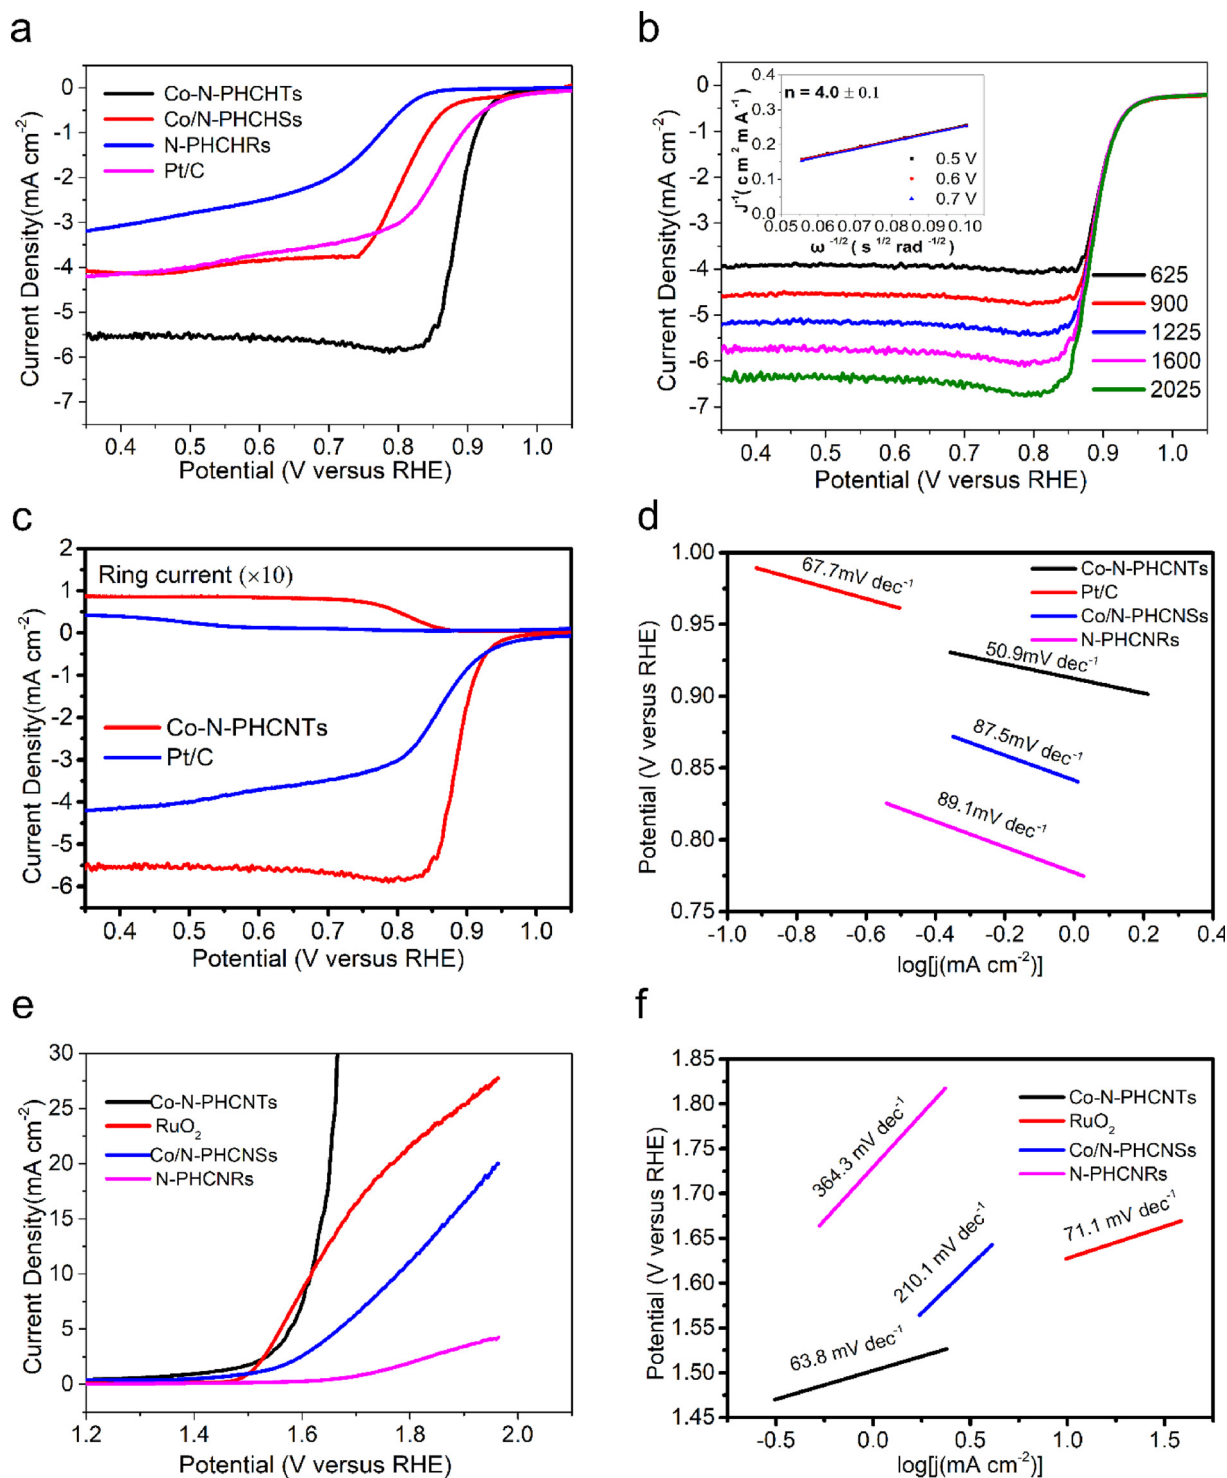 a
0
-1
-2
-3
-4
-5
-6
-7
Co-N-PHCHTs
Co/N-PHCHSs
N-PHCHRs
Pt/C
0.4 0.5 0.6 0.7 0.8 0.9 1.0
Potential (V versus RHE)
Current Density(mA cm-2)
b
0
-1
-2
-3
-4
-5
-6
-7
0.4
0.3
0.2
0.1
0.0
n = 4.0 ± 0.1
0.5 V
0.6 V
0.7 V
0.05 0.06 0.07 0.08 0.09 0.10
ω -1/2 ( s 1/2 rad -1/2)
J-1( c m 2 m A-1)
625
900
1225
1600
2025
0.4 0.5 0.6 0.7 0.8 0.9 1.0
Potential (V versus RHE)
Current Density(mA cm-2)
c
2
1
0
-1
-2
-3
-4
-5
-6
Ring current (×10)
Co-N-PHCNTs
Pt/C
0.4 0.5 0.6 0.7 0.8 0.9 1.0
Potential (V versus RHE)
Current Density(mA cm-2)
d
1.00
0.95
0.90
0.85
0.80
0.75
67.7mV dec-1
50.9mV dec-1
87.5mV dec-1
89.1mV dec-1
Co-N-PHCNTs
Pt/C
Co/N-PHCNSs
N-PHCNRs
-1.0 -0.8 -0.6 -0.4 -0.2 0.0 0.2 0.4
log[j(mA cm-2)]
Potential (V versus RHE)
e
30
25
20
15
10
5
0
Co-N-PHCNTs
RuO2
Co/N-PHCNSs
N-PHCNRs
1.2 1.4 1.6 1.8 2.0
Potential (V versus RHE)
Current Density(mA cm-2)
f
1.85
1.80
1.75
1.70
1.65
1.60
1.55
1.50
1.45
364.3 mV dec-1
210.1 mV dec-1
71.1 mV dec-1
63.8 mV dec-1
Co-N-PHCNTs
RuO2
Co/N-PHCNSs
N-PHCNRs
-0.5 0.0 0.5 1.0 1.5
log[j(mA cm-2)]
Potential (V versus RHE)